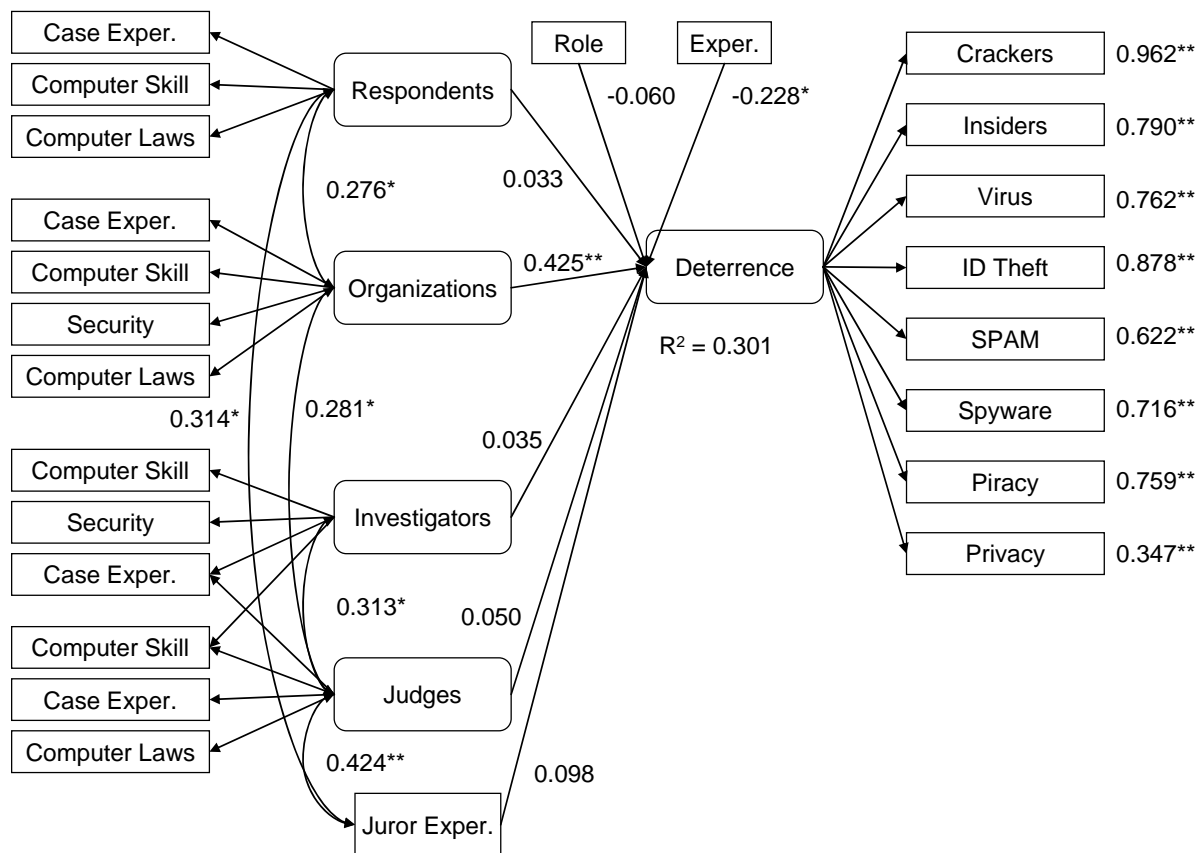 Case Exper.
Computer Skill
Computer Laws
Case Exper.
Computer Skill
Security
Computer Laws
Computer Skill
Security
Case Exper.
Computer Skill
Case Exper.
Computer Laws
Respondents
0.276*
Organizations
0.314*
0.281*
Investigators
0.313*
Judges
0.424**
Juror Exper.
Role
Exper.
-0.060
-0.228*
0.033
0.425**
0.035
0.050
0.098
Deterrence
R² = 0.301
Crackers 0.962**
Insiders 0.790**
Virus 0.762**
ID Theft 0.878**
SPAM 0.622**
Spyware 0.716**
Piracy 0.759**
Privacy 0.347**